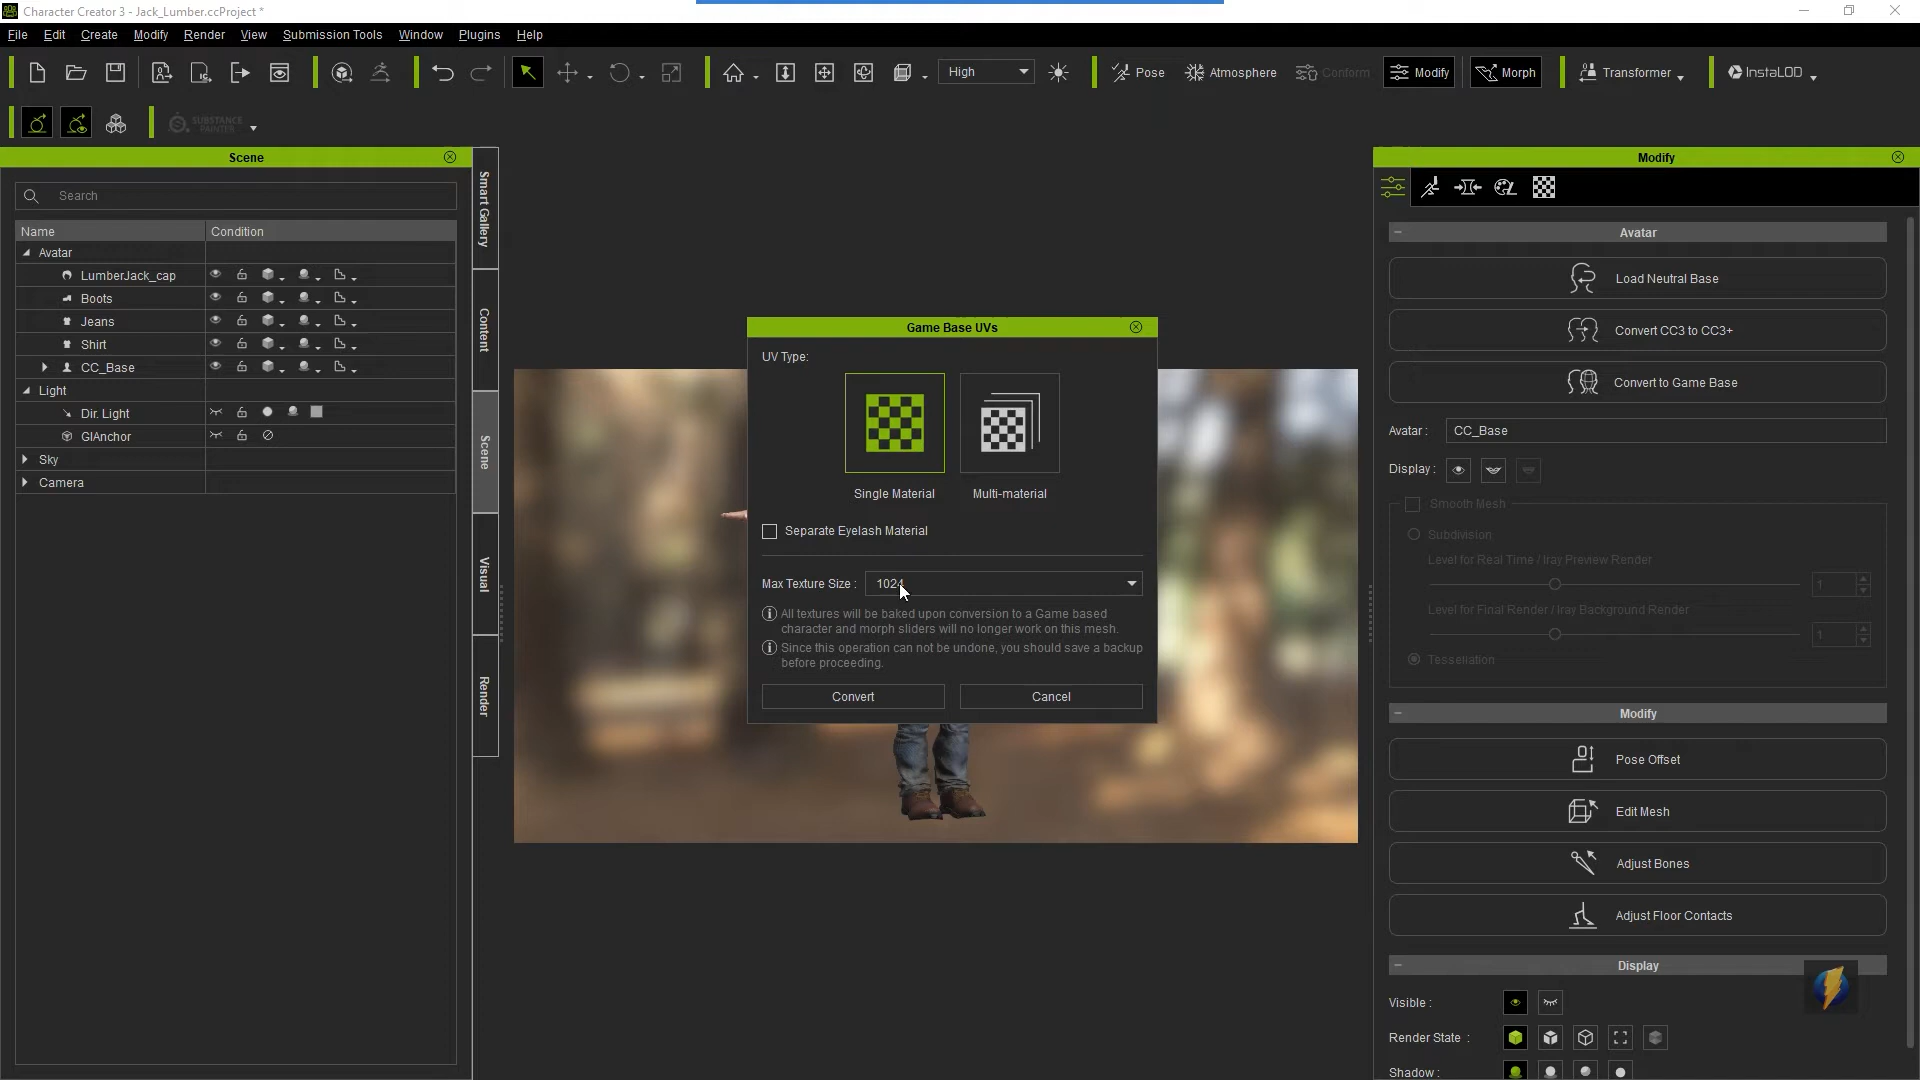 Character Creator 3 - Jack_Lumber.ccProject *
File Edit Create Modify Render View Submission Tools Window Plugins Help
High Pose Atmosphere Conform Modify Morph Transformer InstaLOD
SUBSTANCE
PAINTER
Scene
Search
Name Condition
Avatar
LumberJack_cap
Boots
Jeans
Shirt
CC_Base
Light
Dir. Light
GIAnchor
Sky
Camera
Smart Gallery
Content
Scene
Visual
Render
Game Base UVs
UV Type:
Single Material Multi-material
Separate Eyelash Material
Max Texture Size : 1024
All textures will be baked upon conversion to a Game based
character and morph sliders will no longer work on this mesh.
Since this operation can not be undone, you should save a backup
before proceeding.
Convert Cancel
Modify
Avatar
Load Neutral Base
Convert CC3 to CC3+
Convert to Game Base
Avatar : CC_Base
Display :
Smooth Mesh
Subdivision
Level for Real Time / Iray Preview Render
1
Level for Final Render / Iray Background Render
1
Tessellation
Modify
Pose Offset
Edit Mesh
Adjust Bones
Adjust Floor Contacts
Display
Visible :
Render State :
Shadow :